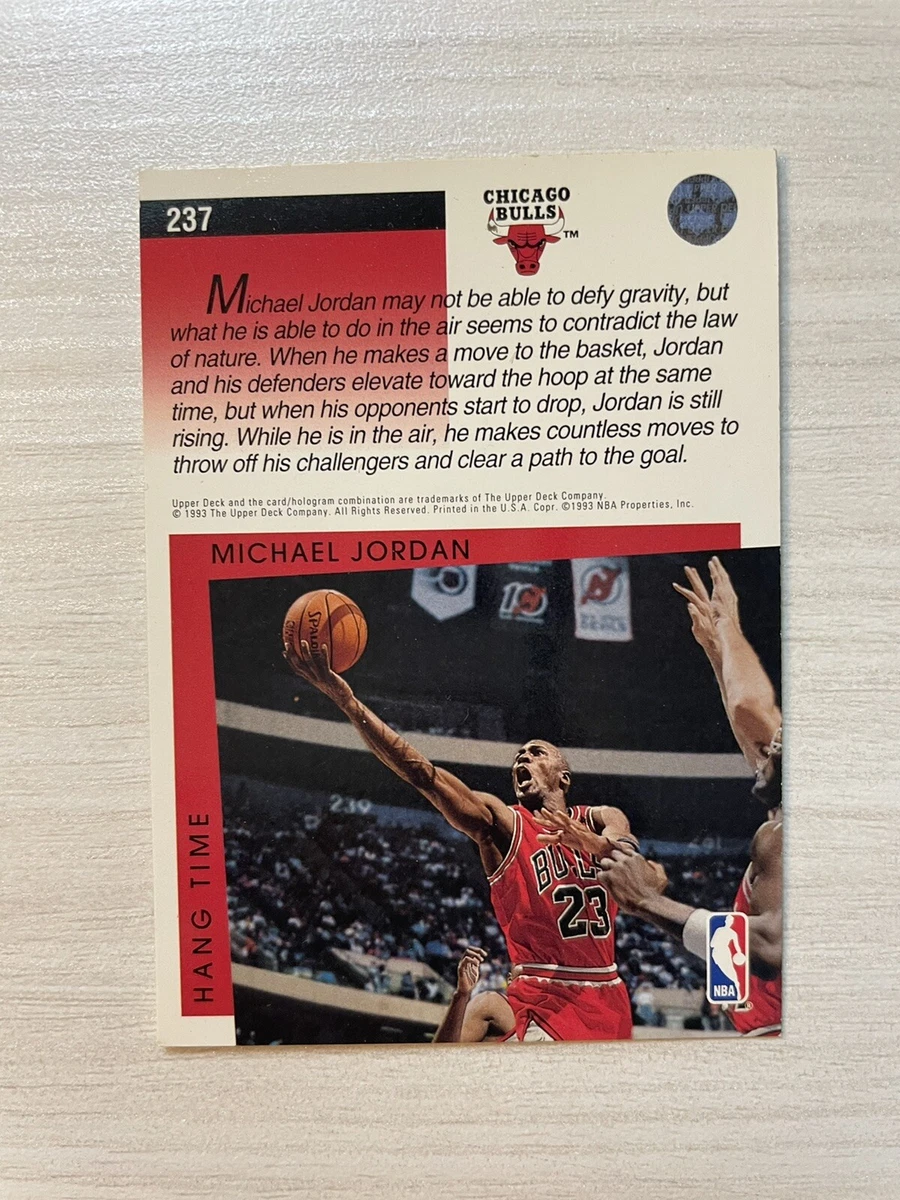 237
CHICAGO
BULLS
TM
Michael Jordan may not be able to defy gravity, but
what he is able to do in the air seems to contradict the law
of nature. When he makes a move to the basket, Jordan
and his defenders elevate toward the hoop at the same
time, but when his opponents start to drop, Jordan is still
rising. While he is in the air, he makes countless moves to
throw off his challengers and clear a path to the goal.
Upper Deck and the card/hologram combination are trademarks of The Upper Deck Company.
© 1993 The Upper Deck Company. All Rights Reserved. Printed in the U.S.A. Copr. ©1993 NBA Properties, Inc.
MICHAEL JORDAN
HANG TIME
SPALDING
10
239
BULLS
23
NBA
®